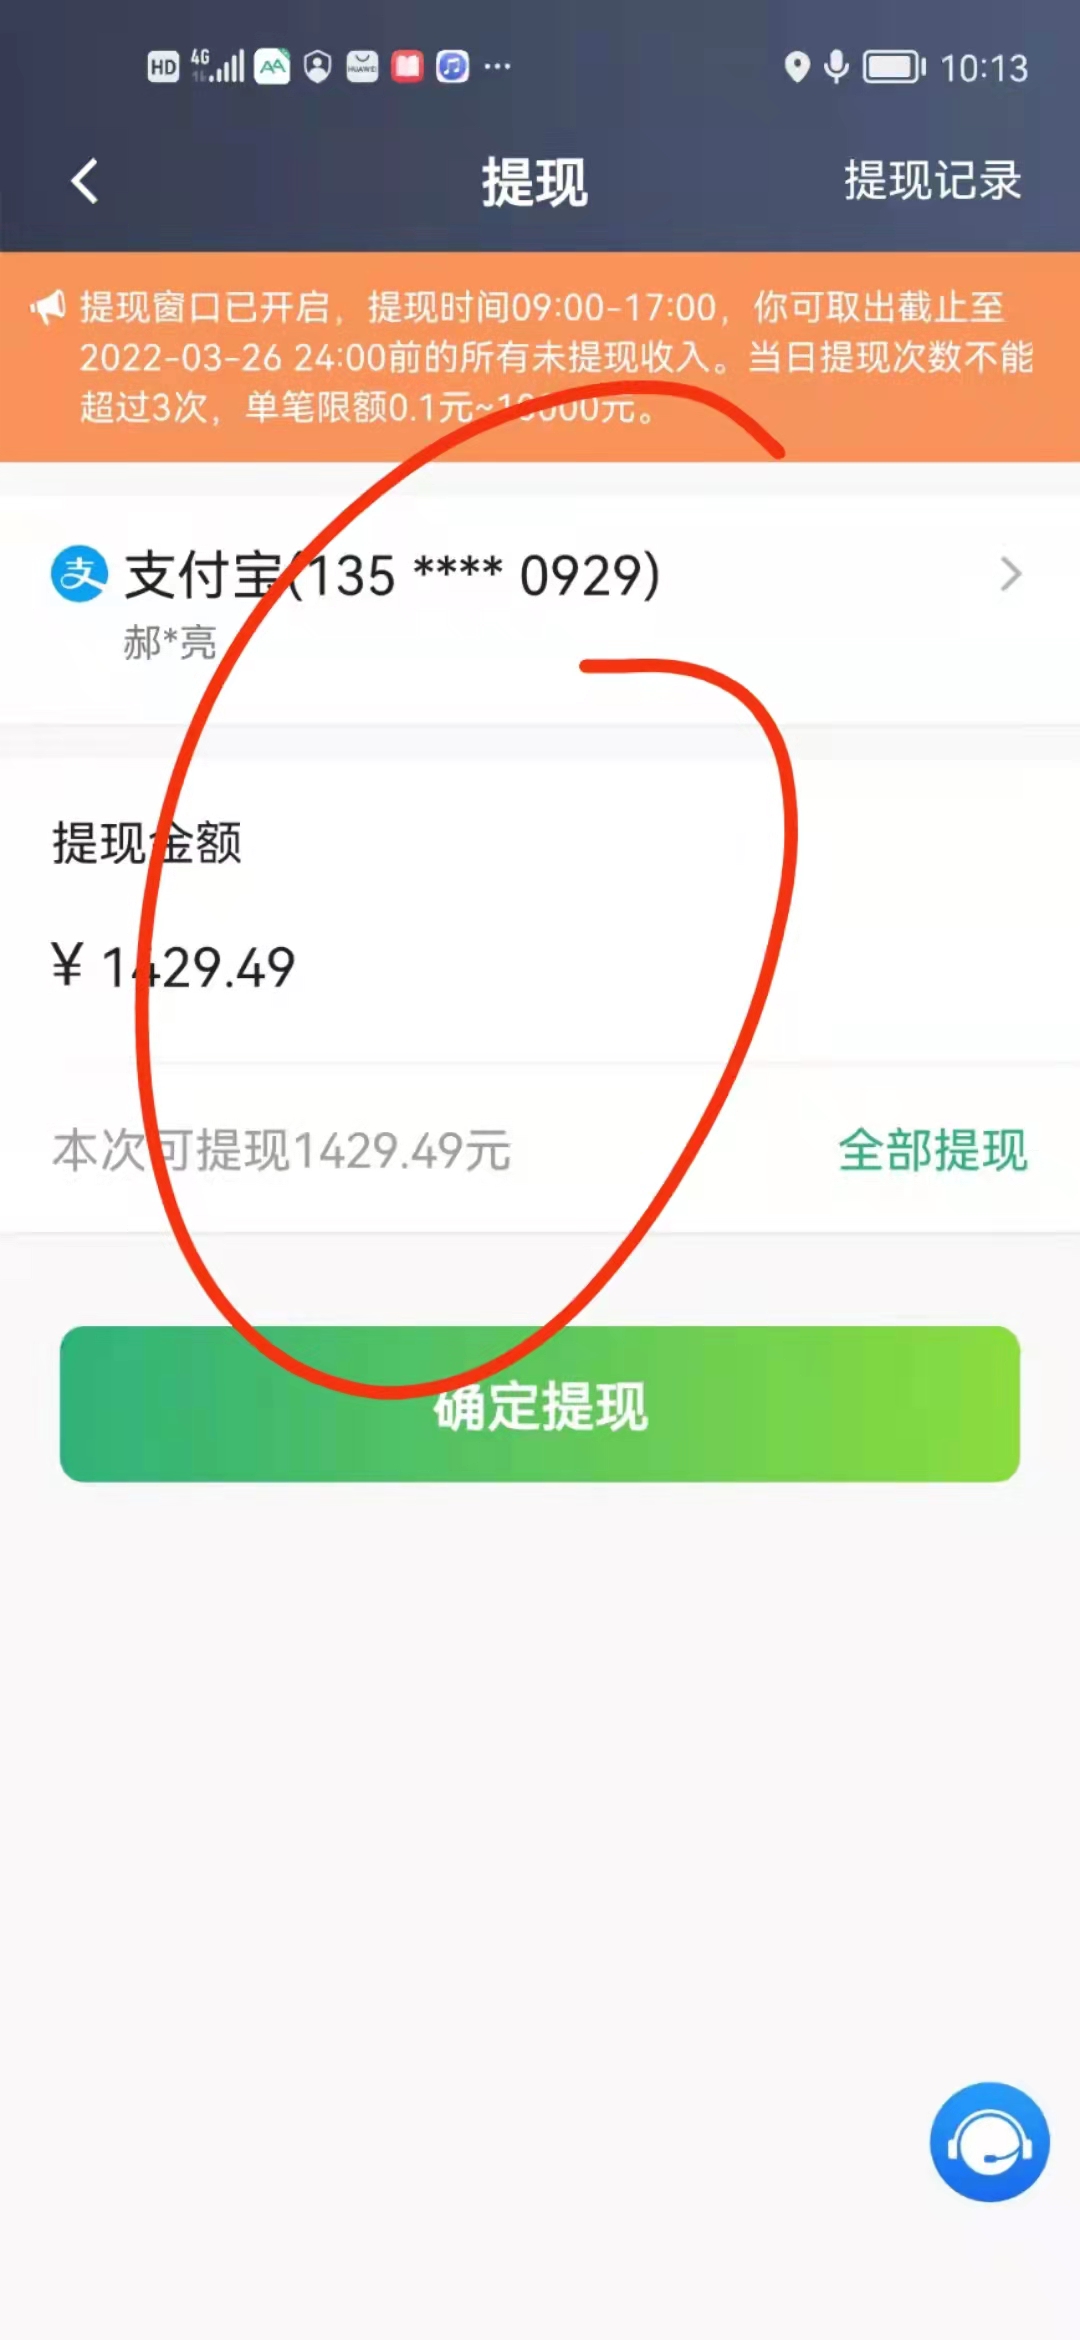 HD 4G 10:13
提现 提现记录
提现窗口已开启，提现时间09:00-17:00，你可取出截止至
2022-03-26 24:00前的所有未提现收入。当日提现次数不能
超过3次，单笔限额0.1元~10000元。
支 支付宝(135 **** 0929)
郝*亮
提现金额
¥ 1429.49
本次可提现1429.49元 全部提现
确定提现